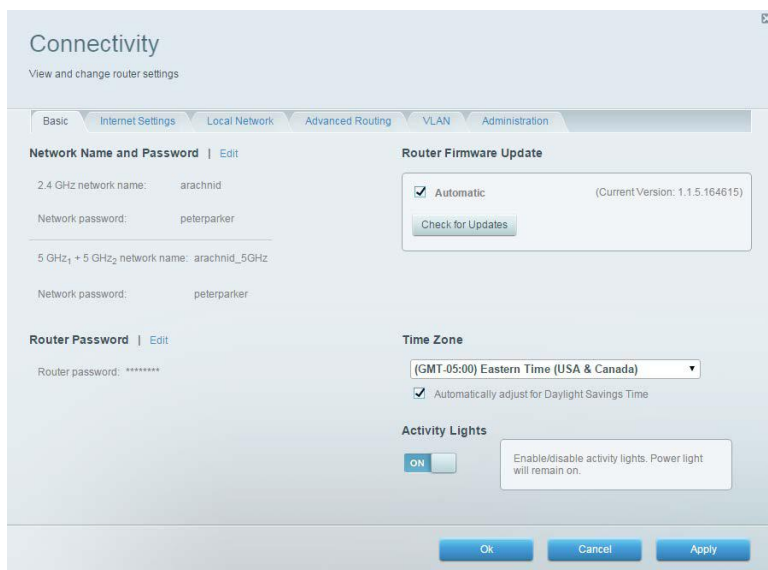 Connectivity
View and change router settings
Basic
Internet Settings
Local Network
Advanced Routing
VLAN
Administration
Network Name and Password | Edit
2.4 GHz network name: arachnid
Network password: peterparker
5 GHz1 + 5 GHz2 network name: arachnid_5GHz
Network password: peterparker
Router Password | Edit
Router password: ********
Router Firmware Update
Automatic
(Current Version: 1.1.5.164615)
Check for Updates
Time Zone
(GMT-05:00) Eastern Time (USA & Canada)
Automatically adjust for Daylight Savings Time
Activity Lights
ON
Enable/disable activity lights. Power light
will remain on.
Ok
Cancel
Apply